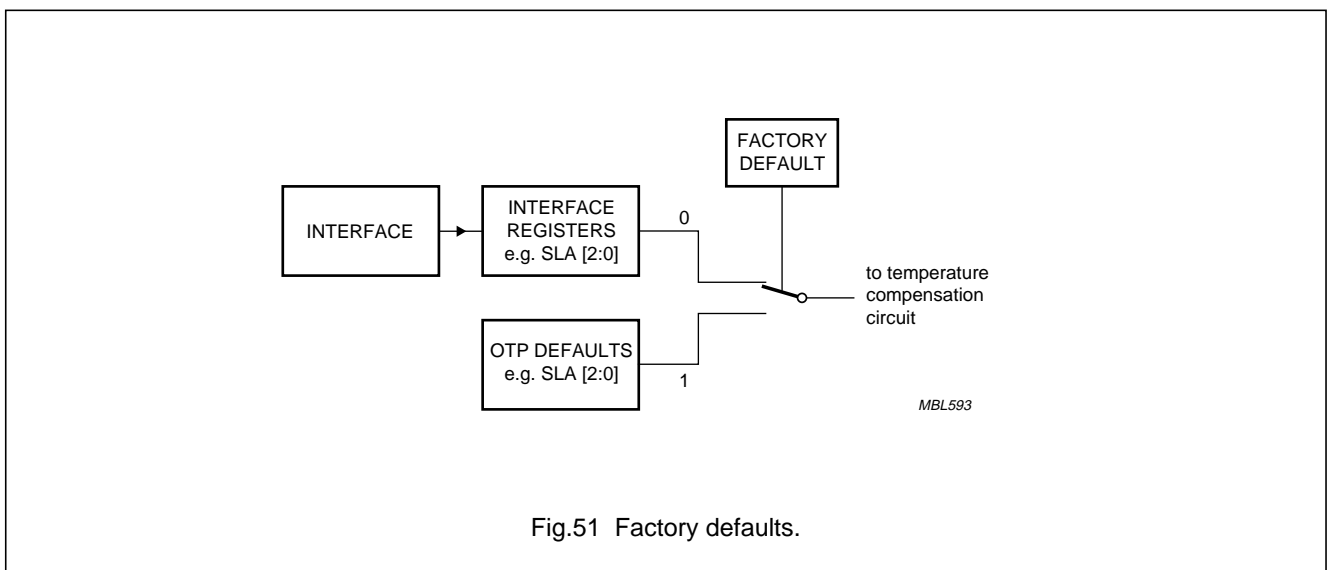 FACTORY
DEFAULT
INTERFACE
INTERFACE
REGISTERS
e.g. SLA [2:0]
0
to temperature
compensation
circuit
OTP DEFAULTS
e.g. SLA [2:0]
1
MBL593
Fig.51 Factory defaults.